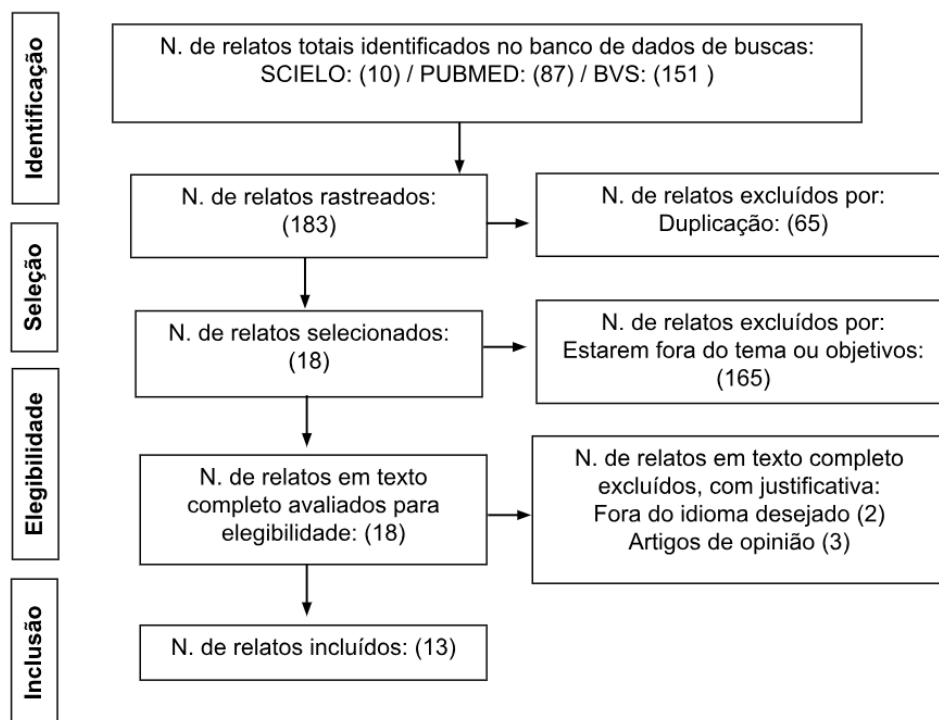 Identificação
N. de relatos totais identificados no banco de dados de buscas:
SCIELO: (10) / PUBMED: (87) / BVS: (151 )
N. de relatos rastreados:
(183)
N. de relatos excluídos por:
Duplicação: (65)
Seleção
N. de relatos selecionados:
(18)
N. de relatos excluídos por:
Estarem fora do tema ou objetivos:
(165)
Elegibilidade
N. de relatos em texto
completo avaliados para
elegibilidade: (18)
N. de relatos em texto completo
excluídos, com justificativa:
Fora do idioma desejado (2)
Artigos de opinião (3)
Inclusão
N. de relatos incluídos: (13)